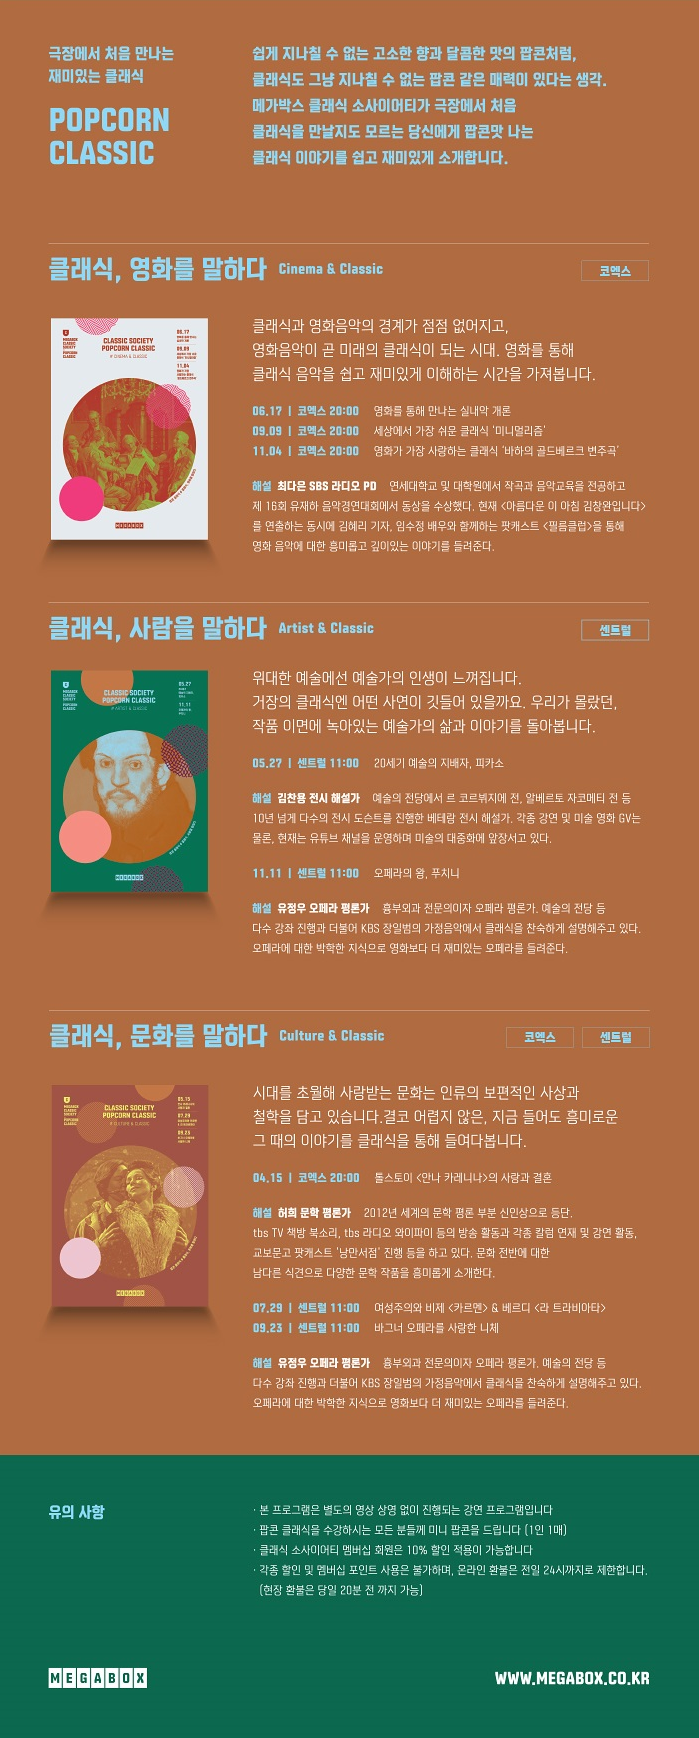 극장에서 처음 만나는
재미있는 클래식
POPCORN
CLASSIC
쉽게 지나칠 수 없는 고소한 향과 달콤한 맛의 팝콘처럼,
클래식도 그냥 지나칠 수 없는 팝콘 같은 매력이 있다는 생각.
메가박스 클래식 소사이어티가 극장에서 처음
클래식을 만날지도 모르는 당신에게 팝콘맛 나는
클래식 이야기를 쉽고 재미있게 소개합니다.
클래식, 영화를 말하다 Cinema & Classic 코엑스
CLASSIC SOCIETY
POPCORN CLASSIC
# CINEMA & CLASSIC
06.17
09.09
11.04
MEGABOX
클래식과 영화음악의 경계가 점점 없어지고,
영화음악이 곧 미래의 클래식이 되는 시대. 영화를 통해
클래식 음악을 쉽고 재미있게 이해하는 시간을 가져봅니다.
06.17 | 코엑스 20:00 영화를 통해 만나는 실내악 개론
09.09 | 코엑스 20:00 세상에서 가장 쉬운 클래식 '미니멀리즘'
11.04 | 코엑스 20:00 영화가 가장 사랑하는 클래식 '바하의 골드베르크 변주곡'
해설 최다은 SBS 라디오 PD 연세대학교 및 대학원에서 작곡과 음악교육을 전공하고
제 16회 유재하 음악경연대회에서 동상을 수상했다. 현재 <아름다운 이 아침 김창완입니다>
를 연출하는 동시에 김혜리 기자, 임수정 배우와 함께하는 팟캐스트 <필름클럽>을 통해
영화 음악에 대한 흥미롭고 깊이있는 이야기를 들려준다.
클래식, 사람을 말하다 Artist & Classic 센트럴
CLASSIC SOCIETY
POPCORN CLASSIC
# ARTIST & CLASSIC
05.27
11.11
MEGABOX
위대한 예술에선 예술가의 인생이 느껴집니다.
거장의 클래식엔 어떤 사연이 깃들어 있을까요. 우리가 몰랐던,
작품 이면에 녹아있는 예술가의 삶과 이야기를 돌아봅니다.
05.27 | 센트럴 11:00 20세기 예술의 지배자, 피카소
해설 김찬용 전시 해설가 예술의 전당에서 르 코르뷔지에 전, 알베르토 자코메티 전 등
10년 넘게 다수의 전시 도슨트를 진행한 베테랑 전시 해설가. 각종 강연 및 미술 영화 GV는
물론, 현재는 유튜브 채널을 운영하며 미술의 대중화에 앞장서고 있다.
11.11 | 센트럴 11:00 오페라의 왕, 푸치니
해설 유정우 오페라 평론가 흉부외과 전문의이자 오페라 평론가. 예술의 전당 등
다수 강좌 진행과 더불어 KBS 장일범의 가정음악에서 클래식을 찬숙하게 설명해주고 있다.
오페라에 대한 박학한 지식으로 영화보다 더 재미있는 오페라를 들려준다.
클래식, 문화를 말하다 Culture & Classic 코엑스 센트럴
CLASSIC SOCIETY
POPCORN CLASSIC
# CULTURE & CLASSIC
07.29
09.23
MEGABOX
시대를 초월해 사랑받는 문화는 인류의 보편적인 사상과
철학을 담고 있습니다.결코 어렵지 않은, 지금 들어도 흥미로운
그 때의 이야기를 클래식을 통해 들여다봅니다.
04.15 | 코엑스 20:00 톨스토이 <안나 카레니나>의 사랑과 결혼
해설 허희 문학 평론가 2012년 세계의 문학 평론 부분 신인상으로 등단.
tbs TV 책방 북소리, tbs 라디오 와이파이 등의 방송 활동과 각종 칼럼 연재 및 강연 활동,
교보문고 팟캐스트 '낭만서점' 진행 등을 하고 있다. 문화 전반에 대한
남다른 식견으로 다양한 문학 작품을 흥미롭게 소개한다.
07.29 | 센트럴 11:00 여성주의와 비제 <카르멘> & 베르디 <라 트라비아타>
09.23 | 센트럴 11:00 바그너 오페라를 사랑한 니체
해설 유정우 오페라 평론가 흉부외과 전문의이자 오페라 평론가. 예술의 전당 등
다수 강좌 진행과 더불어 KBS 장일범의 가정음악에서 클래식을 찬숙하게 설명해주고 있다.
오페라에 대한 박학한 지식으로 영화보다 더 재미있는 오페라를 들려준다.
유의 사항
· 본 프로그램은 별도의 영상 상영 없이 진행되는 강연 프로그램입니다
· 팝콘 클래식을 수강하시는 모든 분들께 미니 팝콘을 드립니다 (1인 1매)
· 클래식 소사이어티 멤버십 회원은 10% 할인 적용이 가능합니다
· 각종 할인 및 멤버십 포인트 사용은 불가하며, 온라인 환불은 전일 24시까지로 제한합니다.
(현장 환불은 당일 20분 전 까지 가능)
MEGABOX
WWW.MEGABOX.CO.KR